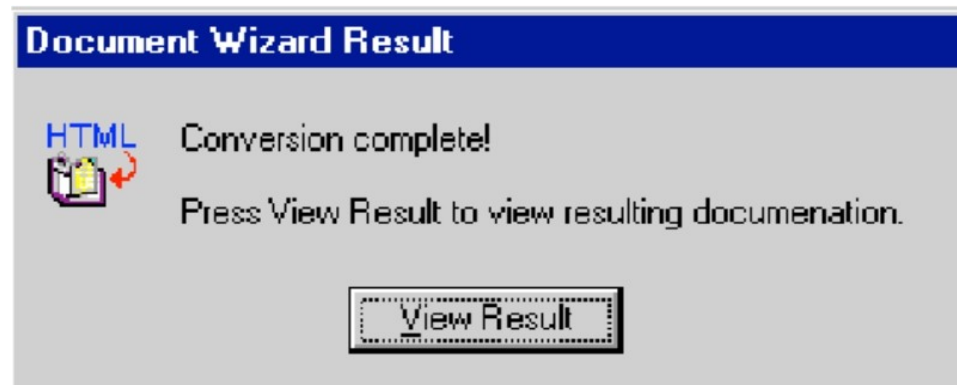 Document Wizard Result
HTML
Conversion complete!
Press View Result to view resulting documenation.
View Result